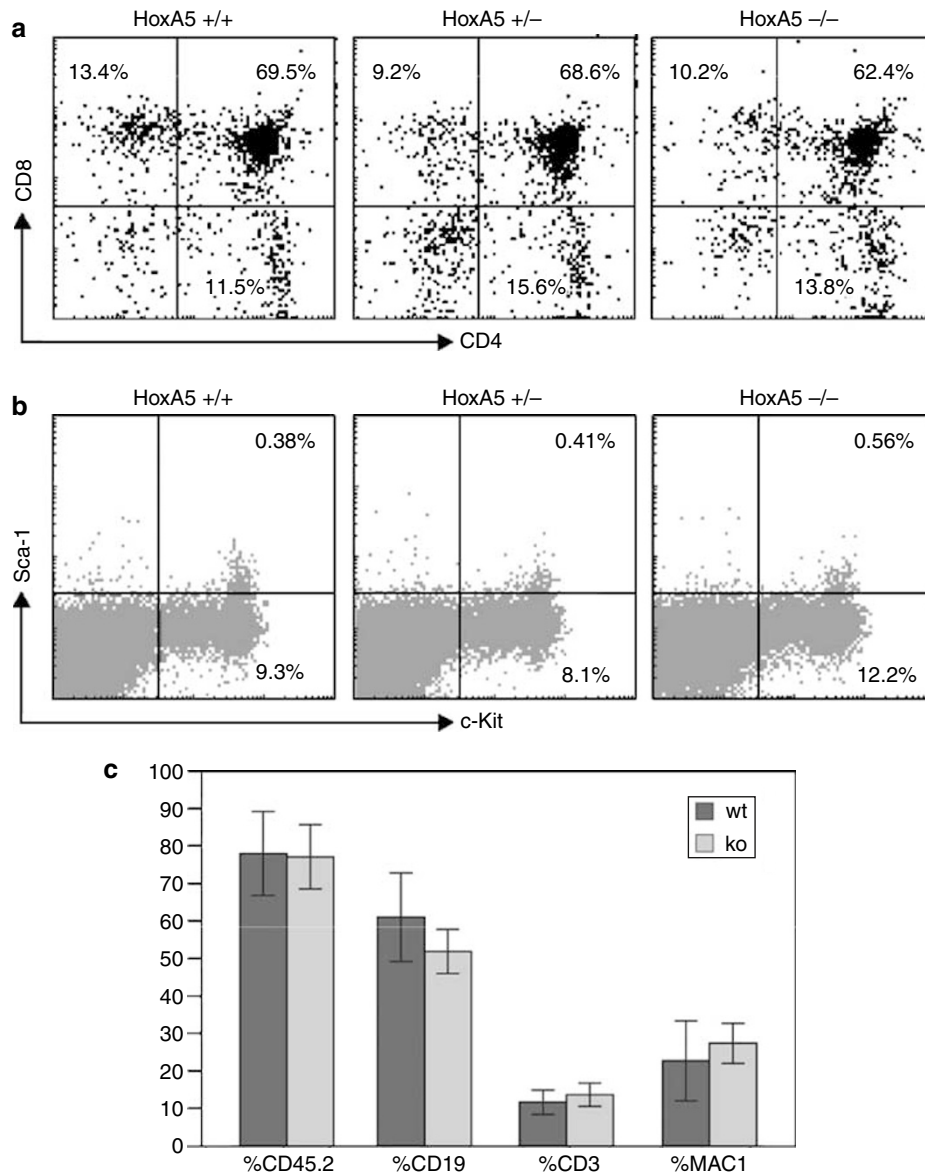 a
HoxA5 +/+ HoxA5 +/– HoxA5 –/–
13.4% 69.5% 9.2% 68.6% 10.2% 62.4%
CD8
11.5% 15.6% 13.8%
CD4
b
HoxA5 +/+ HoxA5 +/– HoxA5 –/–
0.38% 0.41% 0.56%
Sca-1
9.3% 8.1% 12.2%
c-Kit
c
100
90
80
70
60
50
40
30
20
10
0
wt
ko
%CD45.2 %CD19 %CD3 %MAC1